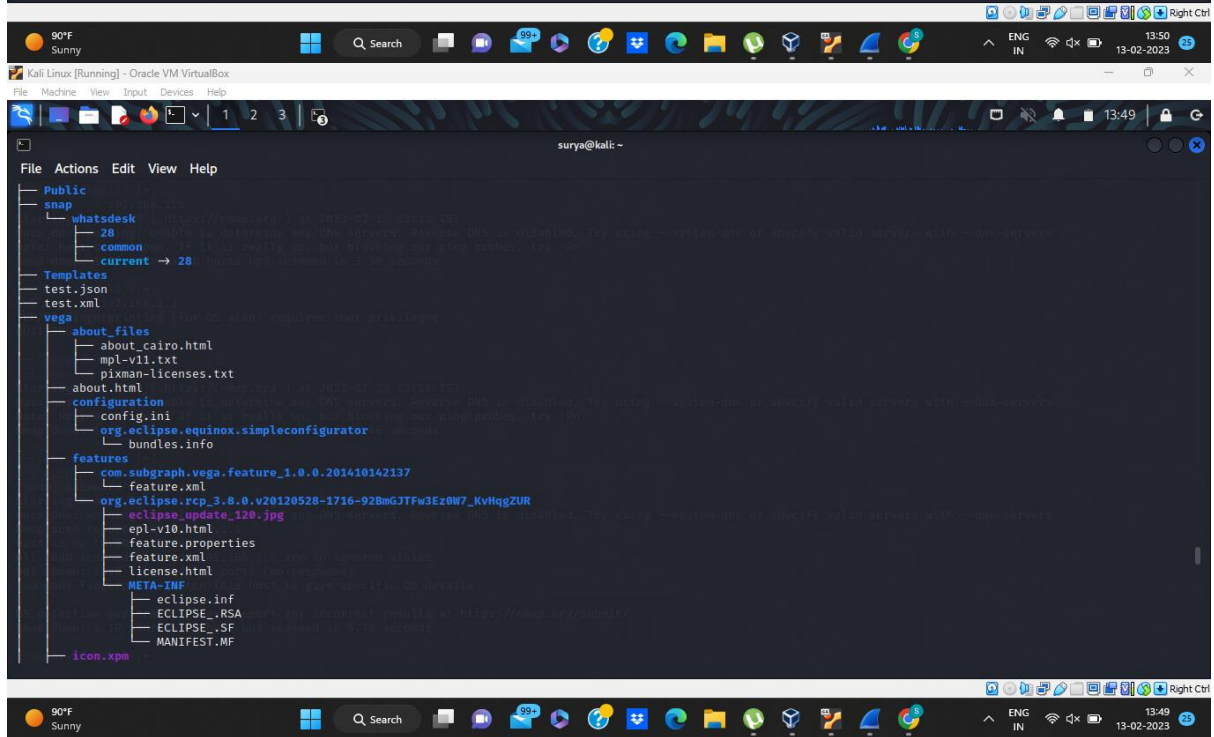 Right Ctrl
90°F
Sunny
Search
99+
ENG
IN
13:50
13-02-2023
25
Kali Linux [Running] - Oracle VM VirtualBox
File Machine View Input Devices Help
1 2 3
13:49
surya@kali: ~
File Actions Edit View Help
├── Public
├── snap
│   └── whatsdesk
│       ├── 28
│       ├── common
│       └── current → 28
├── Templates
├── test.json
├── test.xml
├── vega
│   ├── about_files
│   │   ├── about_cairo.html
│   │   ├── mpl-v11.txt
│   │   └── pixman-licenses.txt
│   ├── about.html
│   ├── configuration
│   │   ├── config.ini
│   │   └── org.eclipse.equinox.simpleconfigurator
│   │       └── bundles.info
│   ├── features
│   │   ├── com.subgraph.vega.feature_1.0.0.201410142137
│   │   │   └── feature.xml
│   │   └── org.eclipse.rcp_3.8.0.v20120528-1716-92BmGJTFw3Ez0W7_KvHqgZUR
│   │       ├── eclipse_update_120.jpg
│   │       ├── epl-v10.html
│   │       ├── feature.properties
│   │       ├── feature.xml
│   │       ├── license.html
│   │       └── META-INF
│   │           ├── eclipse.inf
│   │           ├── ECLIPSE_.RSA
│   │           ├── ECLIPSE_.SF
│   │           └── MANIFEST.MF
│   ├── icon.xpm
Right Ctrl
90°F
Sunny
Search
99+
ENG
IN
13:49
13-02-2023
25